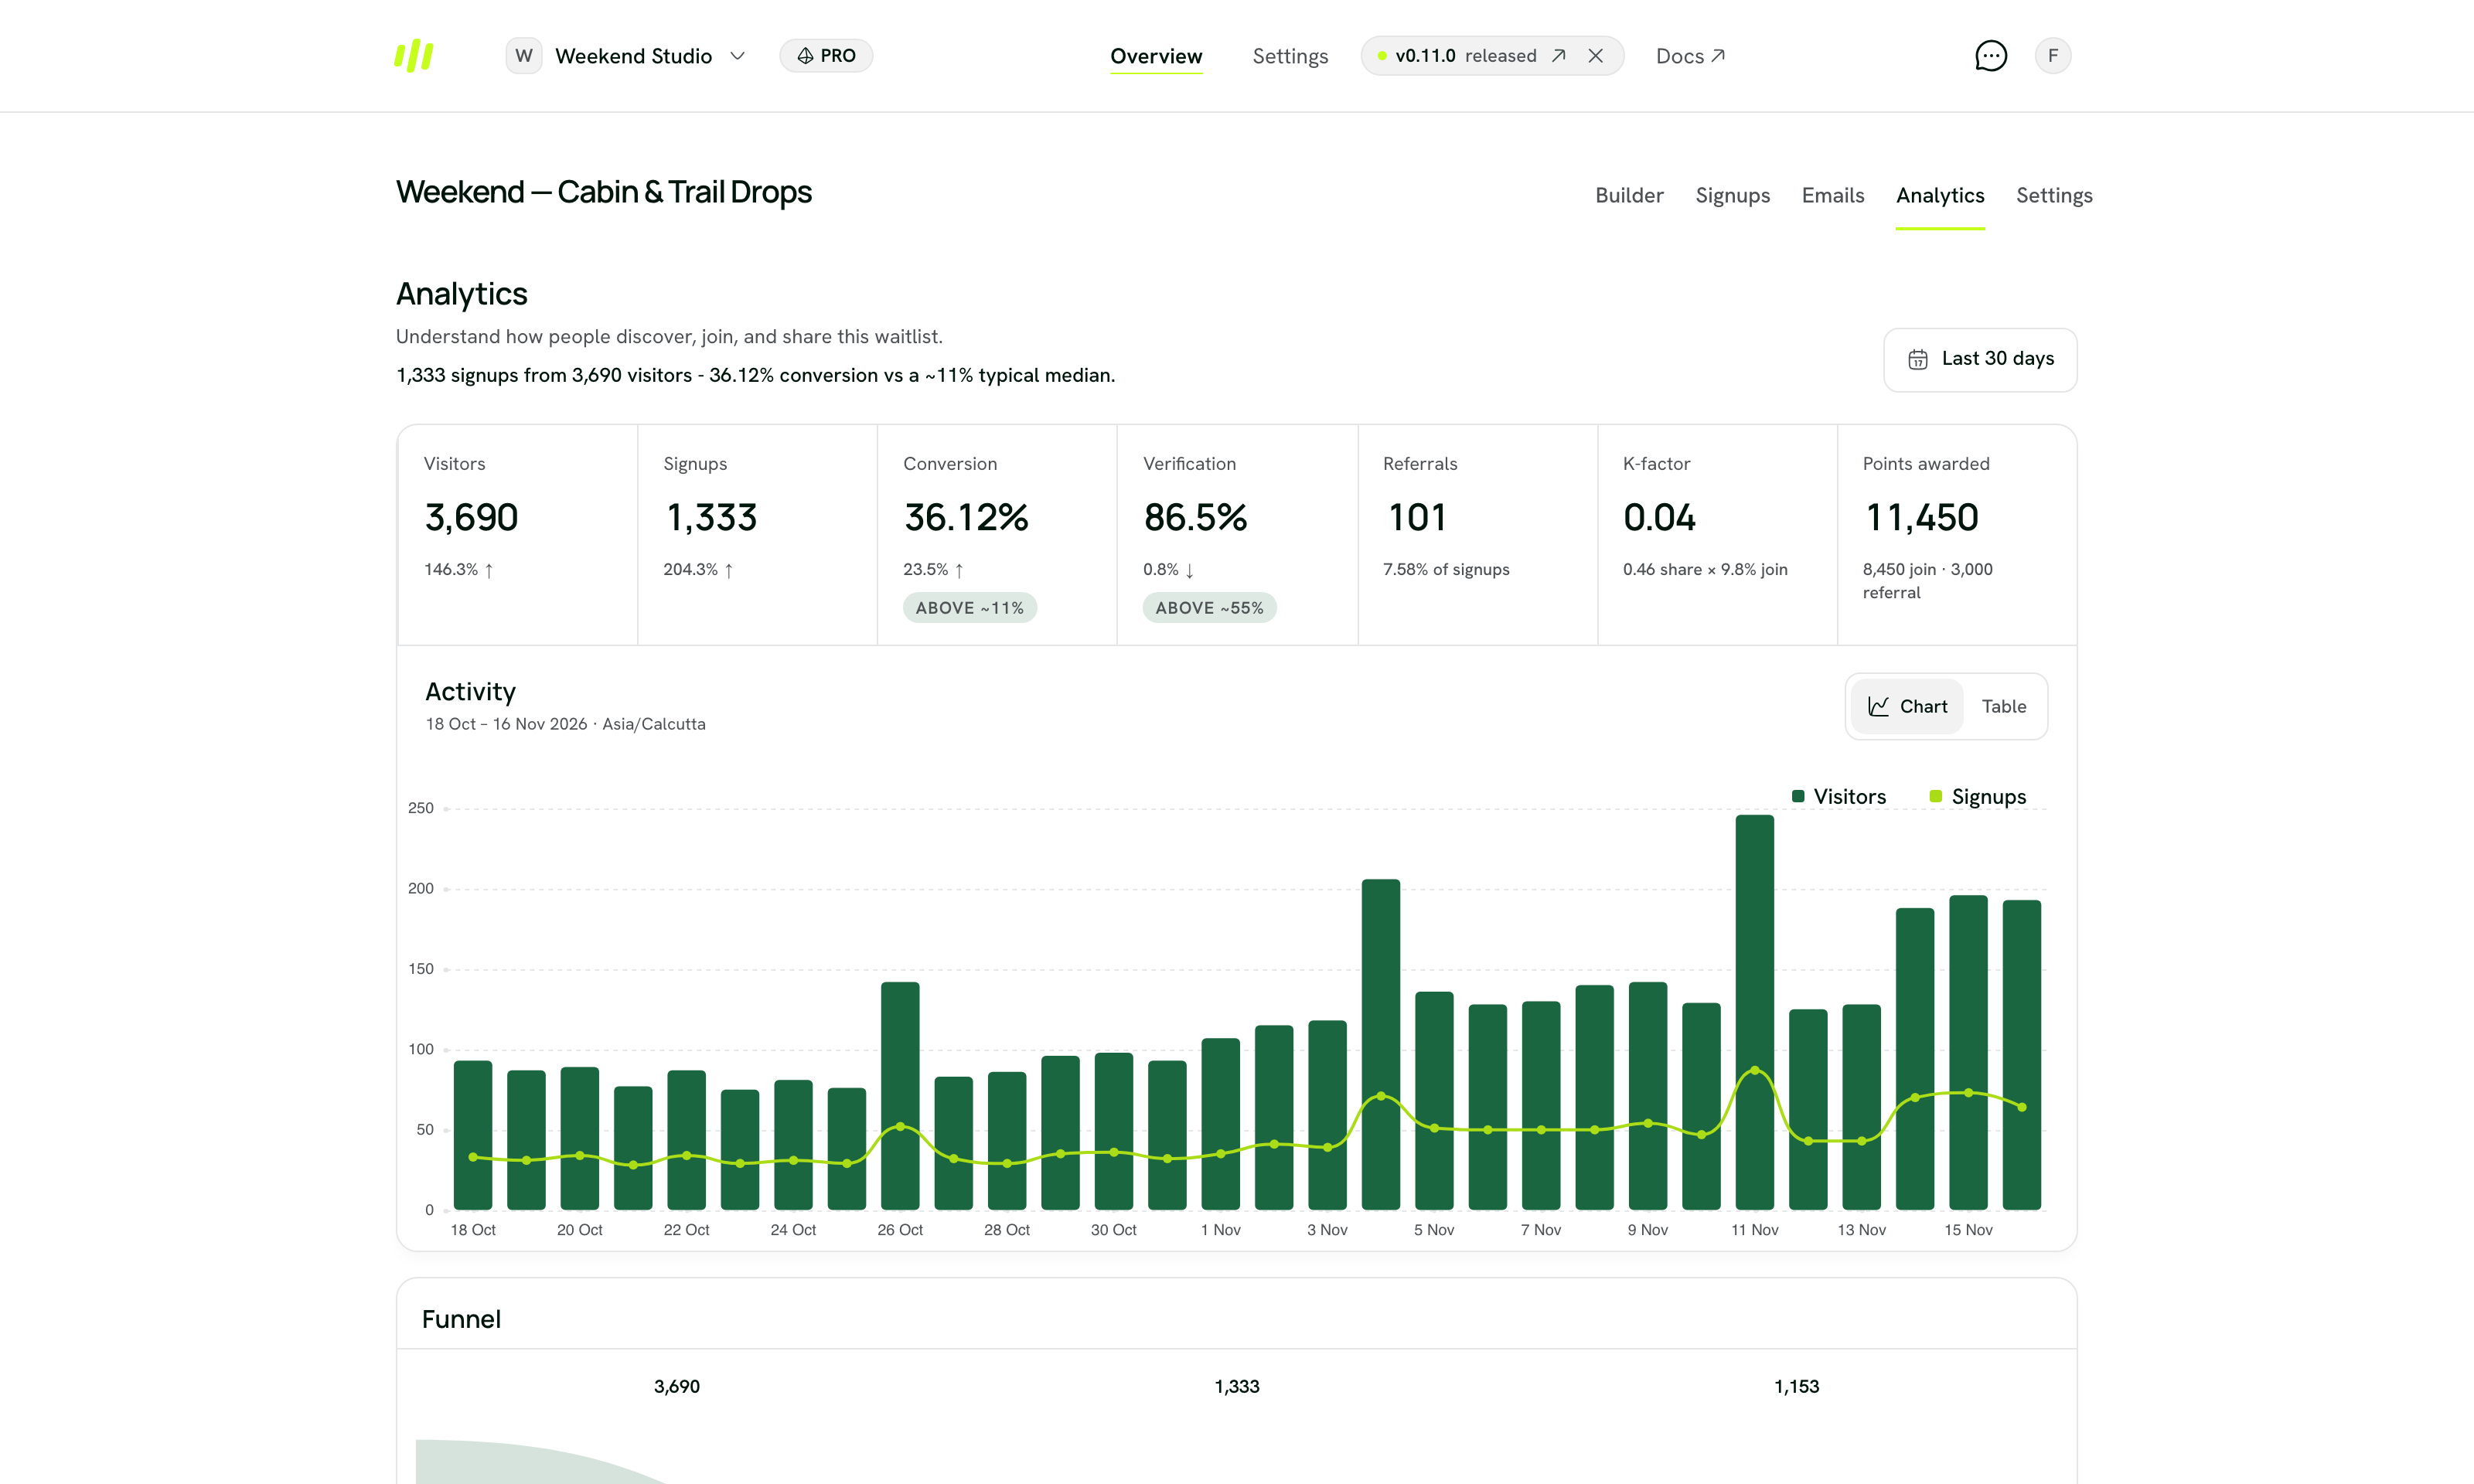 W Weekend Studio PRO Overview Settings v0.11.0 released Docs F
Weekend — Cabin & Trail Drops
Builder Signups Emails Analytics Settings
Analytics
Understand how people discover, join, and share this waitlist.
1,333 signups from 3,690 visitors - 36.12% conversion vs a ~11% typical median.
17 Last 30 days
Visitors
3,690
146.3% ↑
Signups
1,333
204.3% ↑
Conversion
36.12%
23.5% ↑
ABOVE ~11%
Verification
86.5%
0.8% ↓
ABOVE ~55%
Referrals
101
7.58% of signups
K-factor
0.04
0.46 share × 9.8% join
Points awarded
11,450
8,450 join · 3,000
referral
Activity
18 Oct – 16 Nov 2026 · Asia/Calcutta
Chart Table
Visitors Signups
250
200
150
100
50
0
18 Oct 20 Oct 22 Oct 24 Oct 26 Oct 28 Oct 30 Oct 1 Nov 3 Nov 5 Nov 7 Nov 9 Nov 11 Nov 13 Nov 15 Nov
Funnel
3,690 1,333 1,153